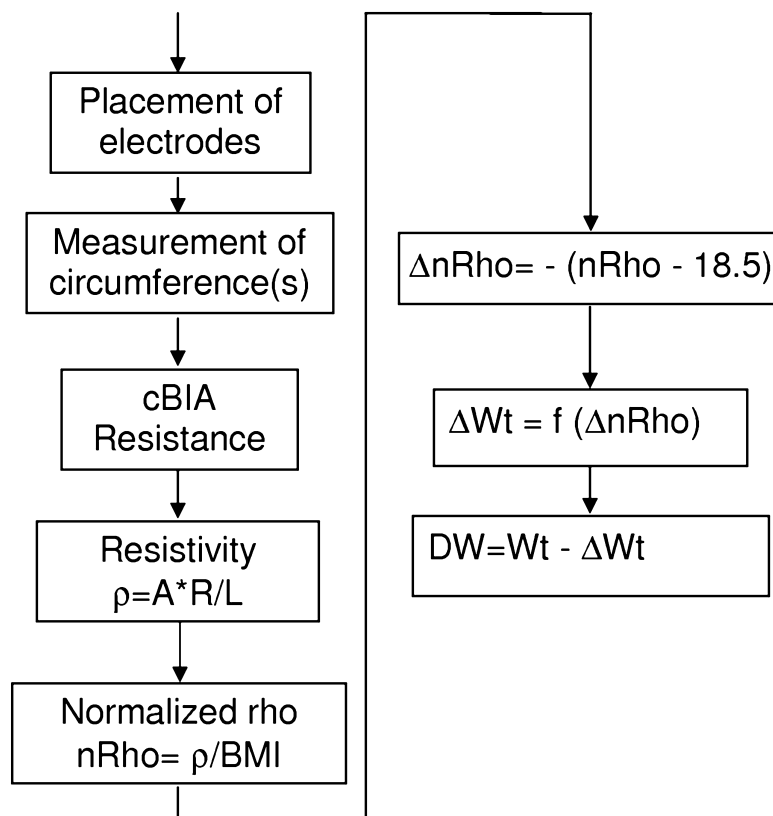 Placement of
electrodes
Measurement of
circumference(s)
cBIA
Resistance
Resistivity
ρ=A*R/L
Normalized rho
nRho= ρ/BMI
ΔnRho= - (nRho - 18.5)
ΔWt = f (ΔnRho)
DW=Wt - ΔWt